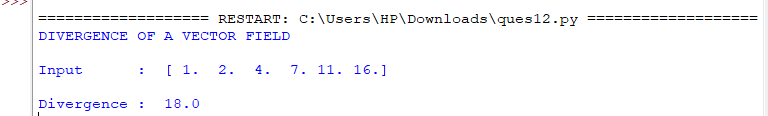 >>>
=================== RESTART: C:\Users\HP\Downloads\ques12.py ===================
DIVERGENCE OF A VECTOR FIELD
Input      :  [ 1.  2.  4.  7. 11. 16.]
Divergence :  18.0